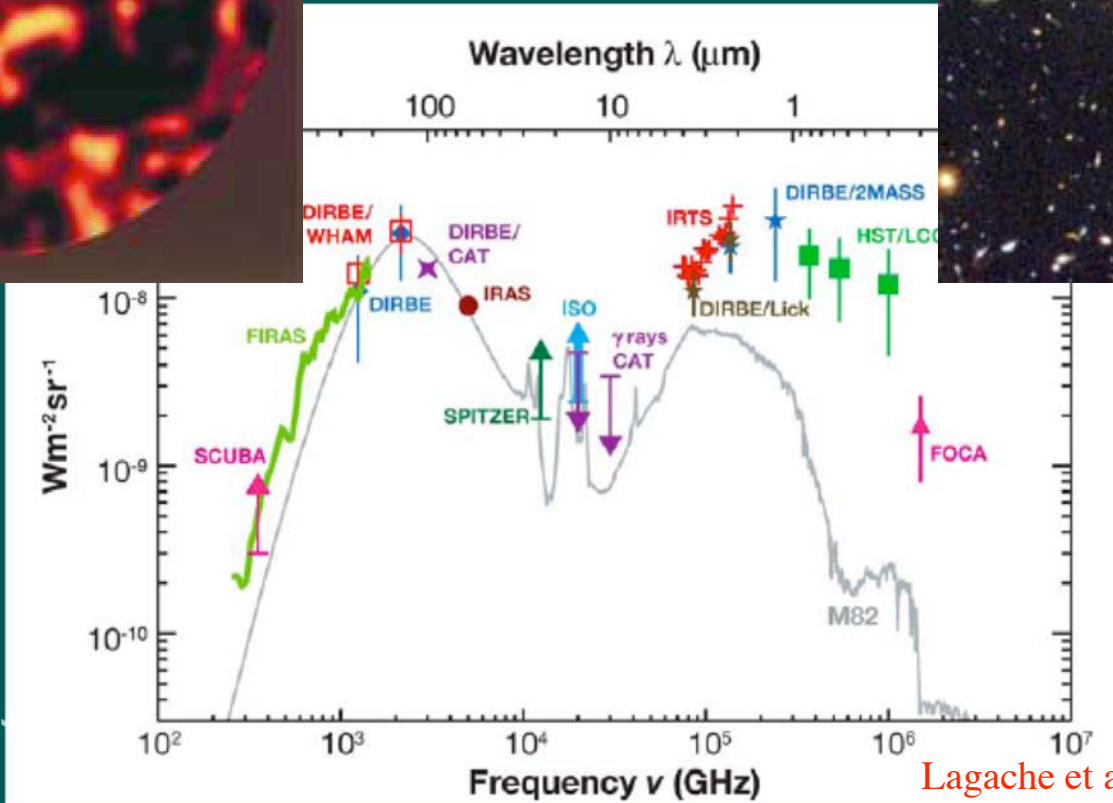 Wavelength λ (μm)
100
10
1
DIRBE/
WHAM
DIRBE/
CAT
IRTS
DIRBE/2MASS
DIRBE
IRAS
ISO
DIRBE/Lick
FIRAS
γ rays
CAT
SPITZER
SCUBA
FOCA
M82
Wm⁻²sr⁻¹
10⁻⁸
10⁻⁹
10⁻¹⁰
10²
10³
10⁴
10⁵
10⁶
10⁷
Frequency ν (GHz)
Lagache et